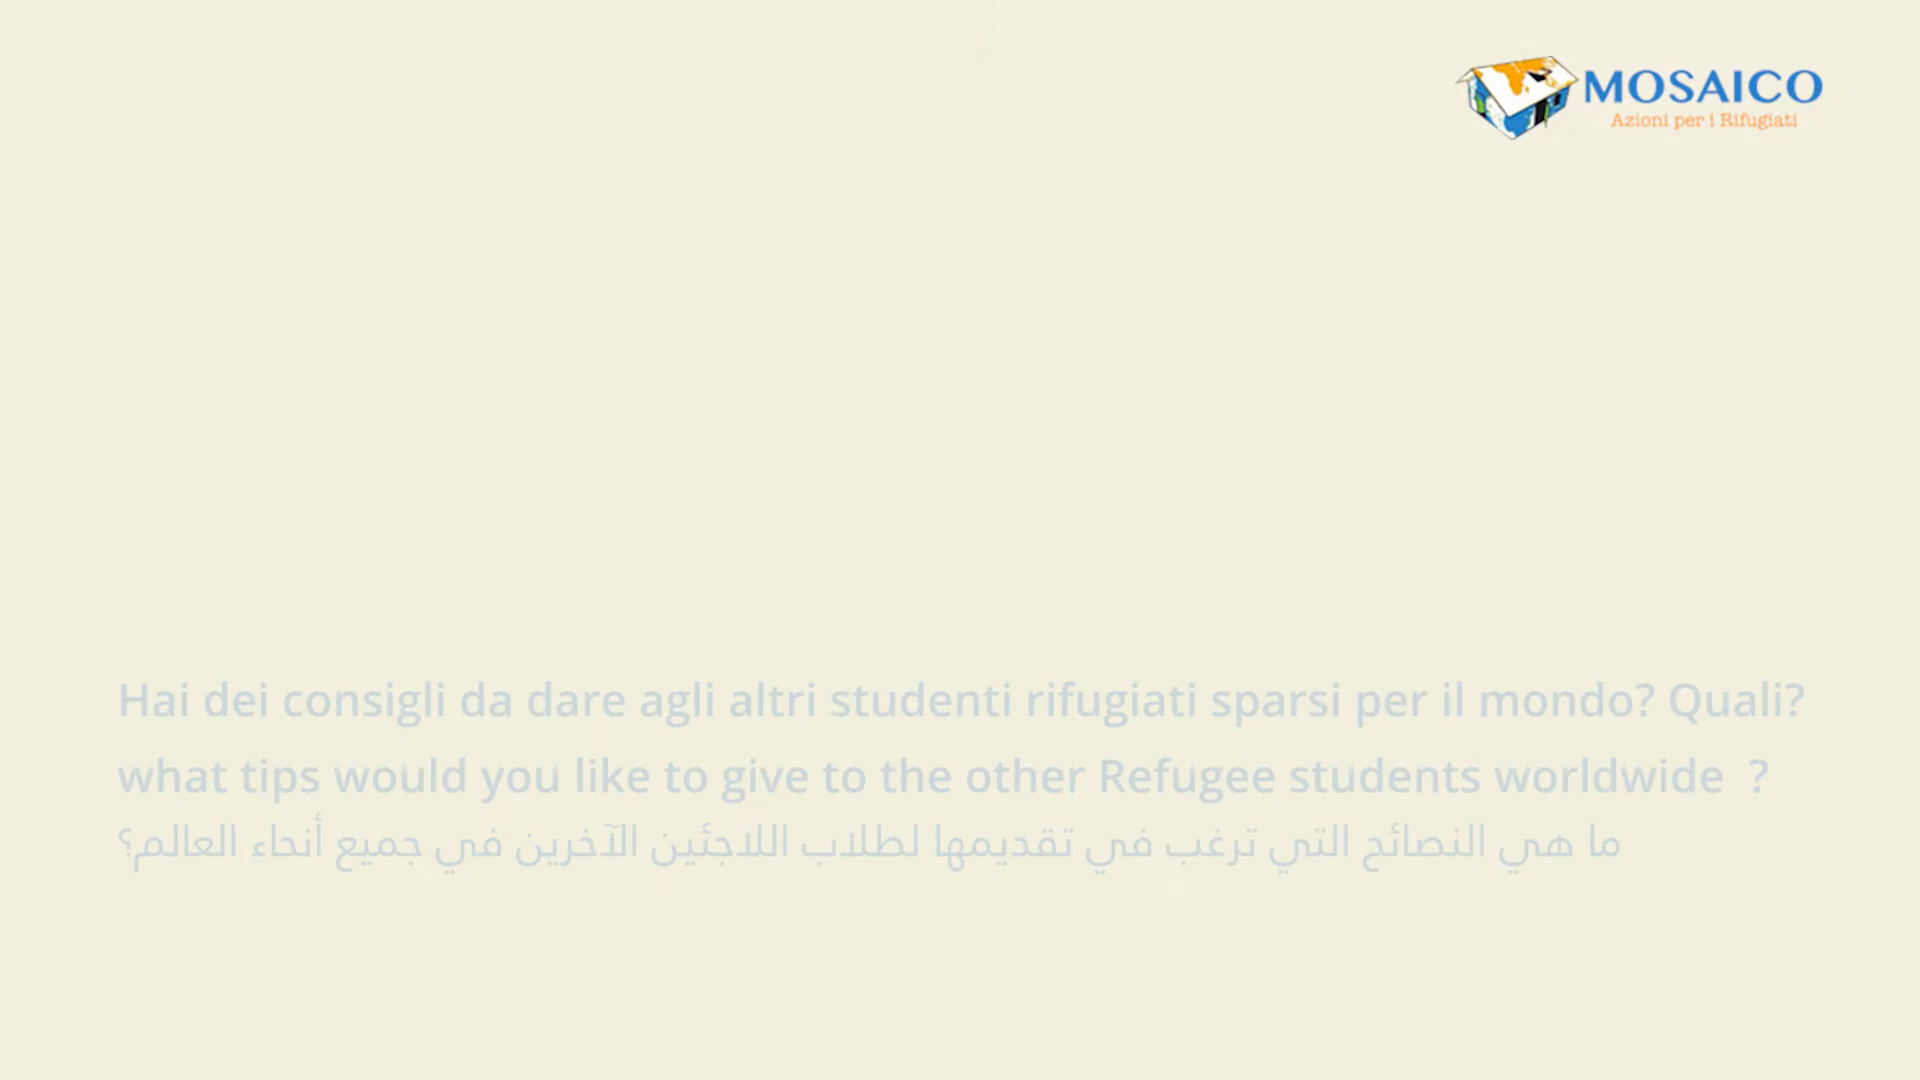 MOSAICO
Azioni per i Rifugiati
Hai dei consigli da dare agli altri studenti rifugiati sparsi per il mondo? Quali?
what tips would you like to give to the other Refugee students worldwide  ?
ما هي النصائح التي ترغب في تقديمها لطلاب اللاجئين الآخرين في جميع أنحاء العالم؟